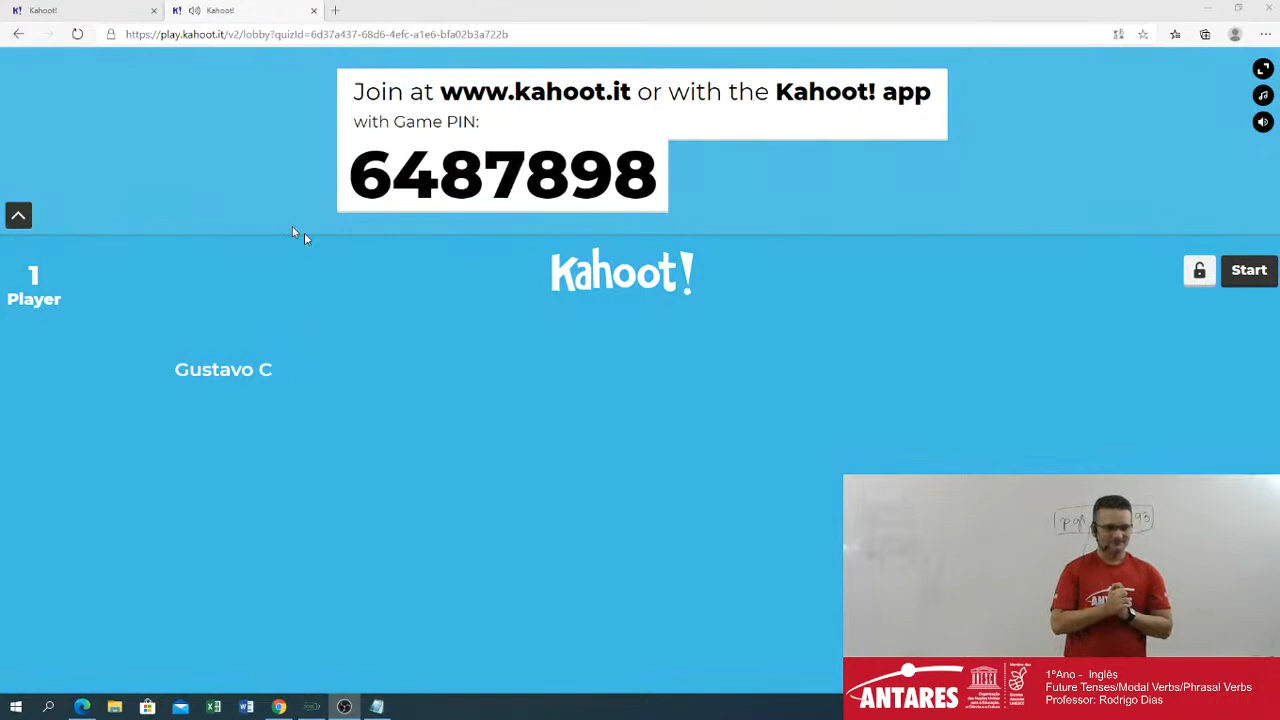 Kahoot!
Kahoot!
https://play.kahoot.it/v2/lobby?quizId=6d37a437-68d6-4efc-a1e6-bfa02b3a722b
Join at www.kahoot.it or with the Kahoot! app
with Game PIN:
6487898
1
Player
Kahoot!
Start
Gustavo C
ANTARES
ANTARES
UNESCO
1ºAno - Inglês
Future Tenses/Modal Verbs/Phrasal Verbs
Professor: Rodrigo Dias